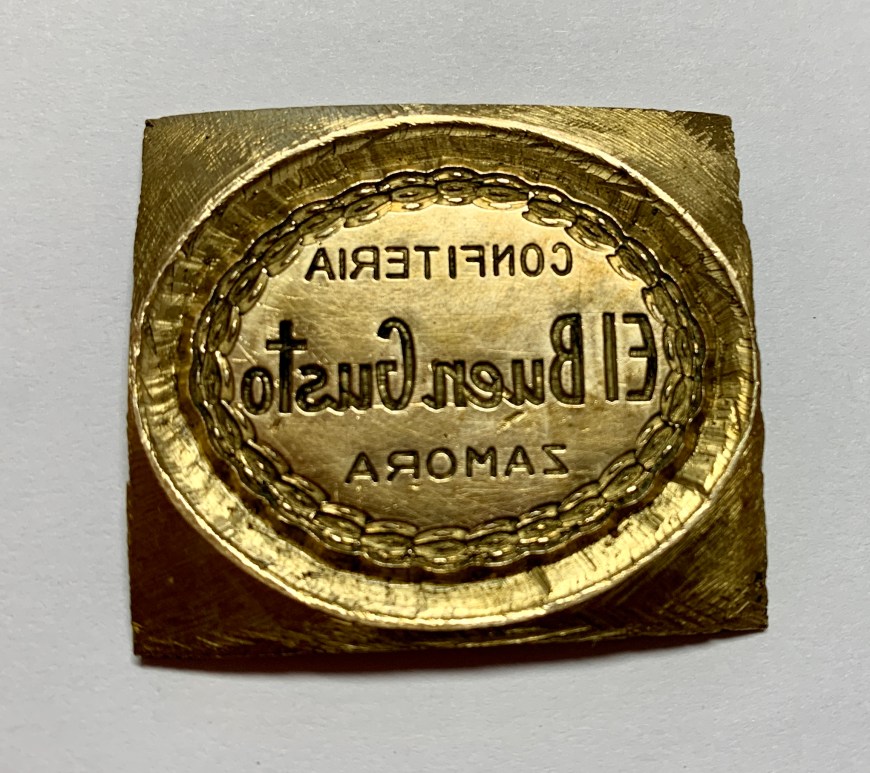 CONFITERIA
El Buen Gusto
ZAMORA